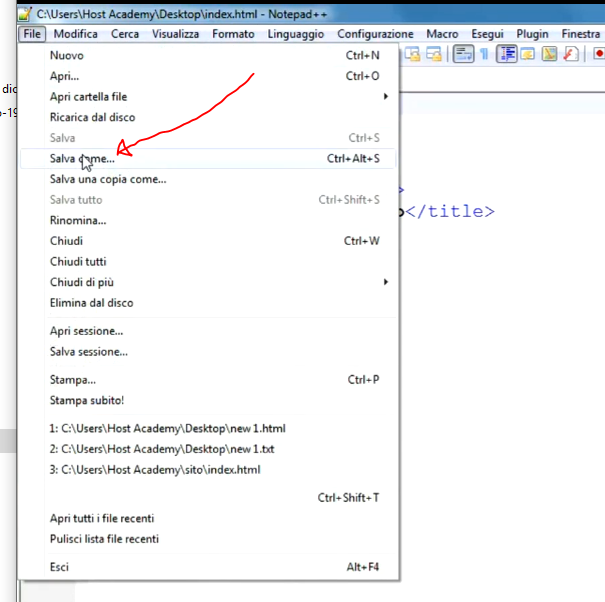 C:\Users\Host Academy\Desktop\index.html - Notepad++
File Modifica Cerca Visualizza Formato Linguaggio Configurazione Macro Esegui Plugin Finestra
Nuovo Ctrl+N
Apri... Ctrl+O
Apri cartella file
Ricarica dal disco
Salva Ctrl+S
Salva come... Ctrl+Alt+S
Salva una copia come...
Salva tutto Ctrl+Shift+S
Rinomina...
Chiudi Ctrl+W
Chiudi tutti
Chiudi di più
Elimina dal disco
Apri sessione...
Salva sessione...
Stampa... Ctrl+P
Stampa subito!
1: C:\Users\Host Academy\Desktop\new 1.html
2: C:\Users\Host Academy\Desktop\new 1.txt
3: C:\Users\Host Academy\sito\index.html
Ctrl+Shift+T
Apri tutti i file recenti
Pulisci lista file recenti
Esci Alt+F4
dic
-19
>
</title>